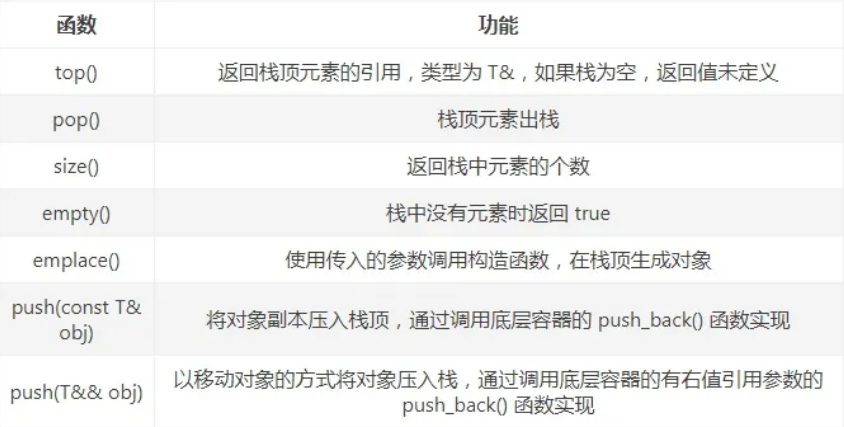 函数
功能
top()
返回栈顶元素的引用，类型为 T&，如果栈为空，返回值未定义
pop()
栈顶元素出栈
size()
返回栈中元素的个数
empty()
栈中没有元素时返回 true
emplace()
使用传入的参数调用构造函数，在栈顶生成对象
push(const T&
obj)
将对象副本压入栈顶，通过调用底层容器的 push_back() 函数实现
push(T&& obj)
以移动对象的方式将对象压入栈，通过调用底层容器的有右值引用参数的
push_back() 函数实现